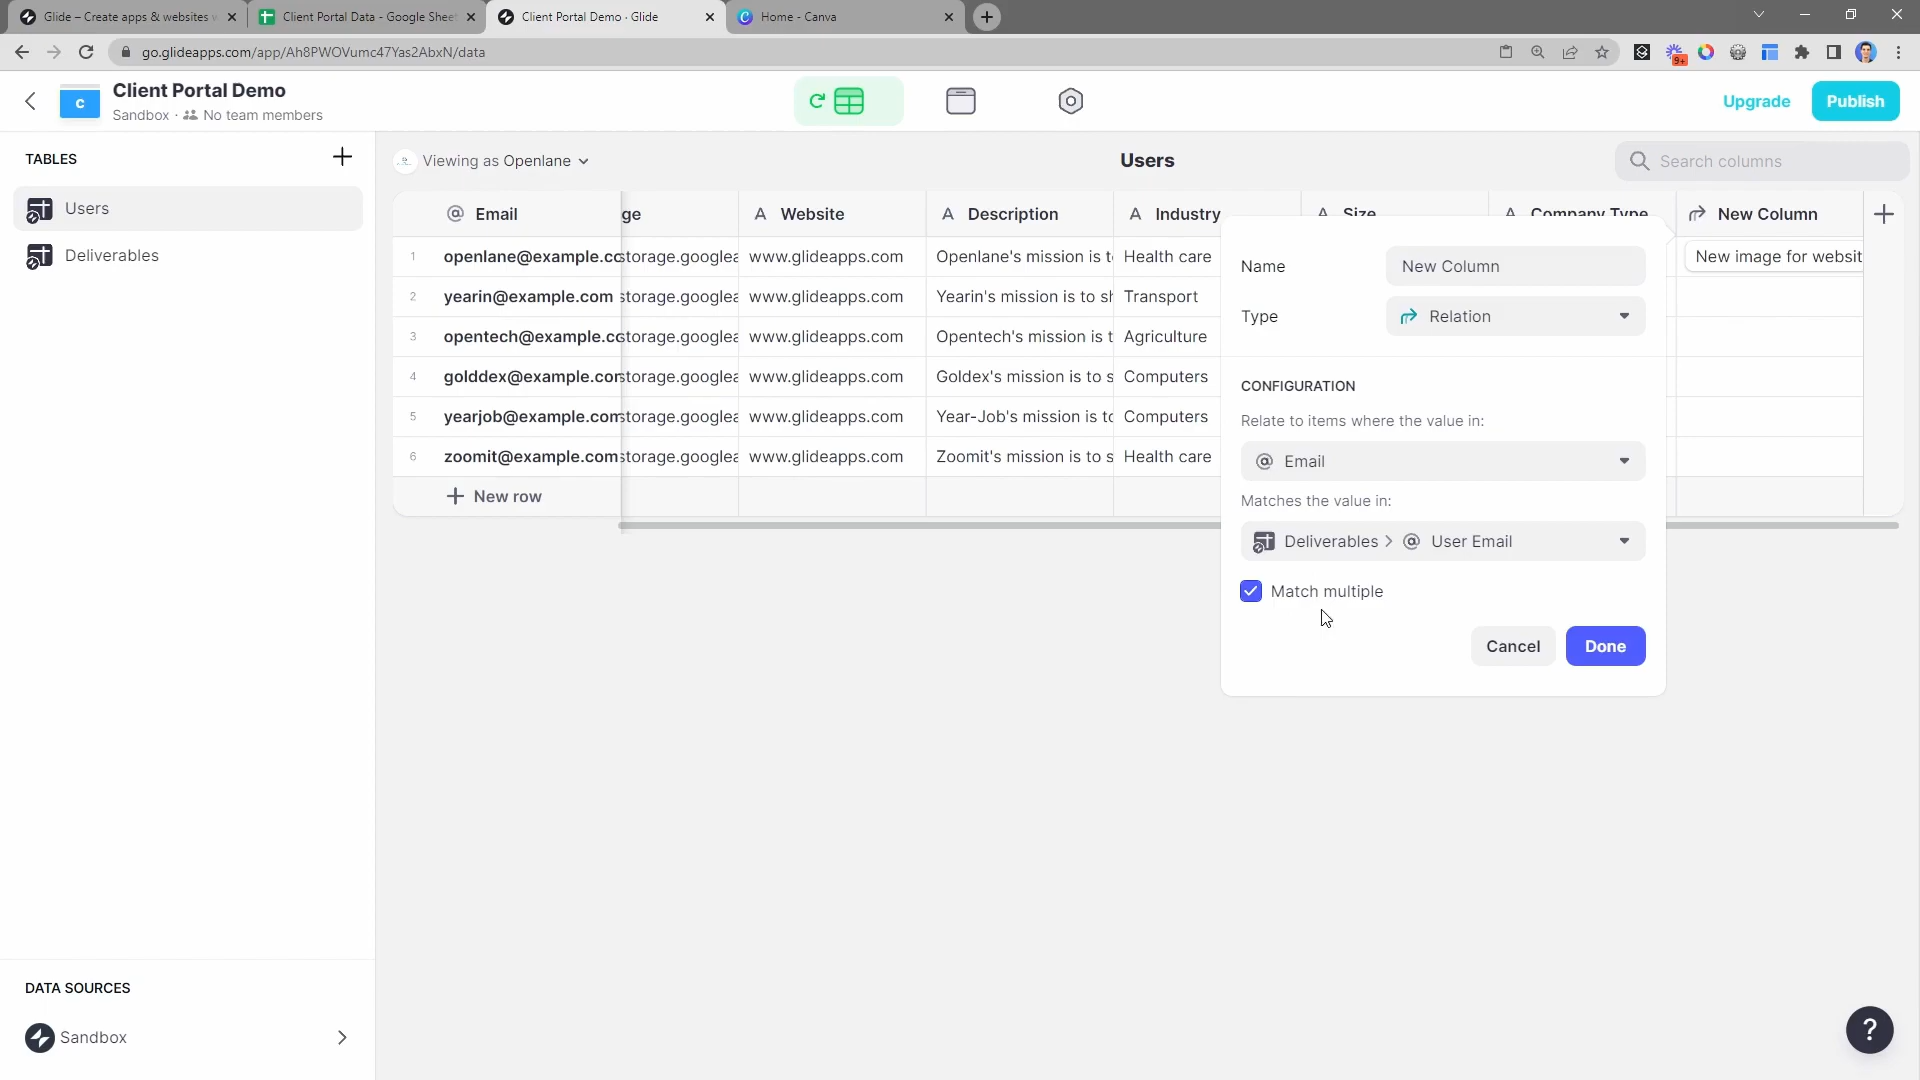 Glide – Create apps & websites w
Client Portal Data - Google Sheet
Client Portal Demo · Glide
Home - Canva
go.glideapps.com/app/Ah8PWOVumc47Yas2AbxN/data
9+
C
Client Portal Demo
Sandbox · No team members
Upgrade
Publish
TABLES
Users
Deliverables
Viewing as Openlane
Users
Search columns
Email
ge
Website
Description
Industry
Size
Company Type
New Column
1 openlane@example.co storage.googlea www.glideapps.com Openlane's mission is t Health care New image for websit
2 yearin@example.com storage.googlea www.glideapps.com Yearin's mission is to sh Transport
3 opentech@example.co storage.googlea www.glideapps.com Opentech's mission is t Agriculture
4 golddex@example.com storage.googlea www.glideapps.com Goldex's mission is to s Computers
5 yearjob@example.com storage.googlea www.glideapps.com Year-Job's mission is to Computers
6 zoomit@example.com storage.googlea www.glideapps.com Zoomit's mission is to s Health care
New row
Name New Column
Type Relation
CONFIGURATION
Relate to items where the value in:
Email
Matches the value in:
Deliverables > User Email
Match multiple
Cancel
Done
DATA SOURCES
Sandbox
?